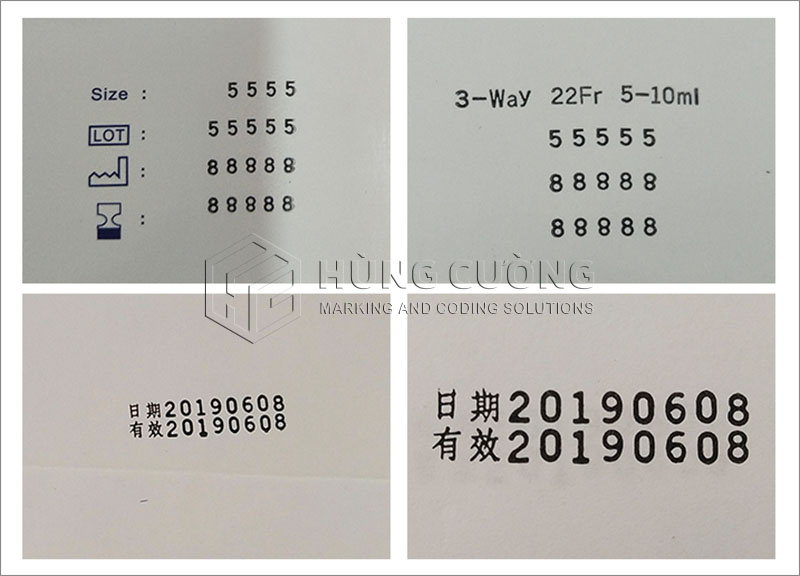 Size : 5555
LOT : 55555
: 88888
: 88888
3-Way 22Fr 5-10ml
55555
88888
88888
HÙNG CƯỜNG
MARKING AND CODING SOLUTIONS
日期20190608
有效20190608
日期20190608
有效20190608